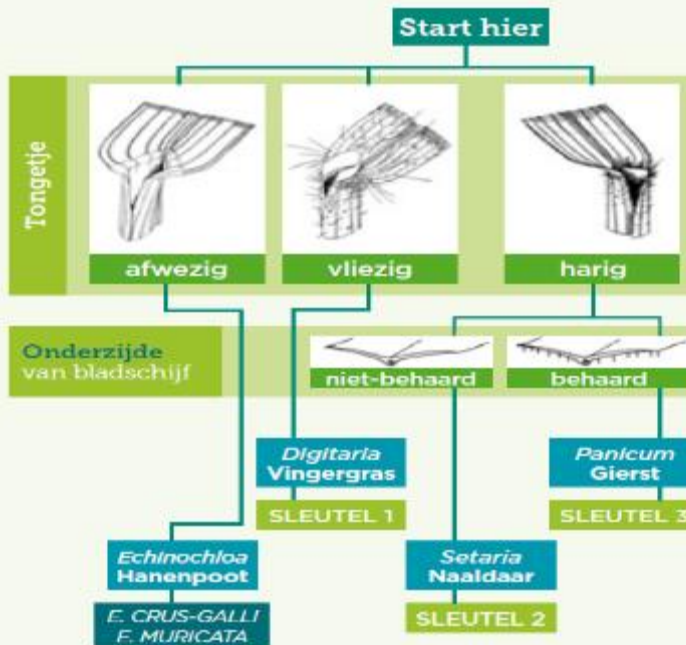 Start hier
Tongetje
afwezig
vliezig
harig
Onderzijde
van bladschijf
niet-behaard
behaard
Digitaria
Vingergras
SLEUTEL 1
Panicum
Gierst
SLEUTEL 3
Echinochloa
Hanenpoot
E. CRUS-GALLI
E. MURICATA
Setaria
Naaldaar
SLEUTEL 2